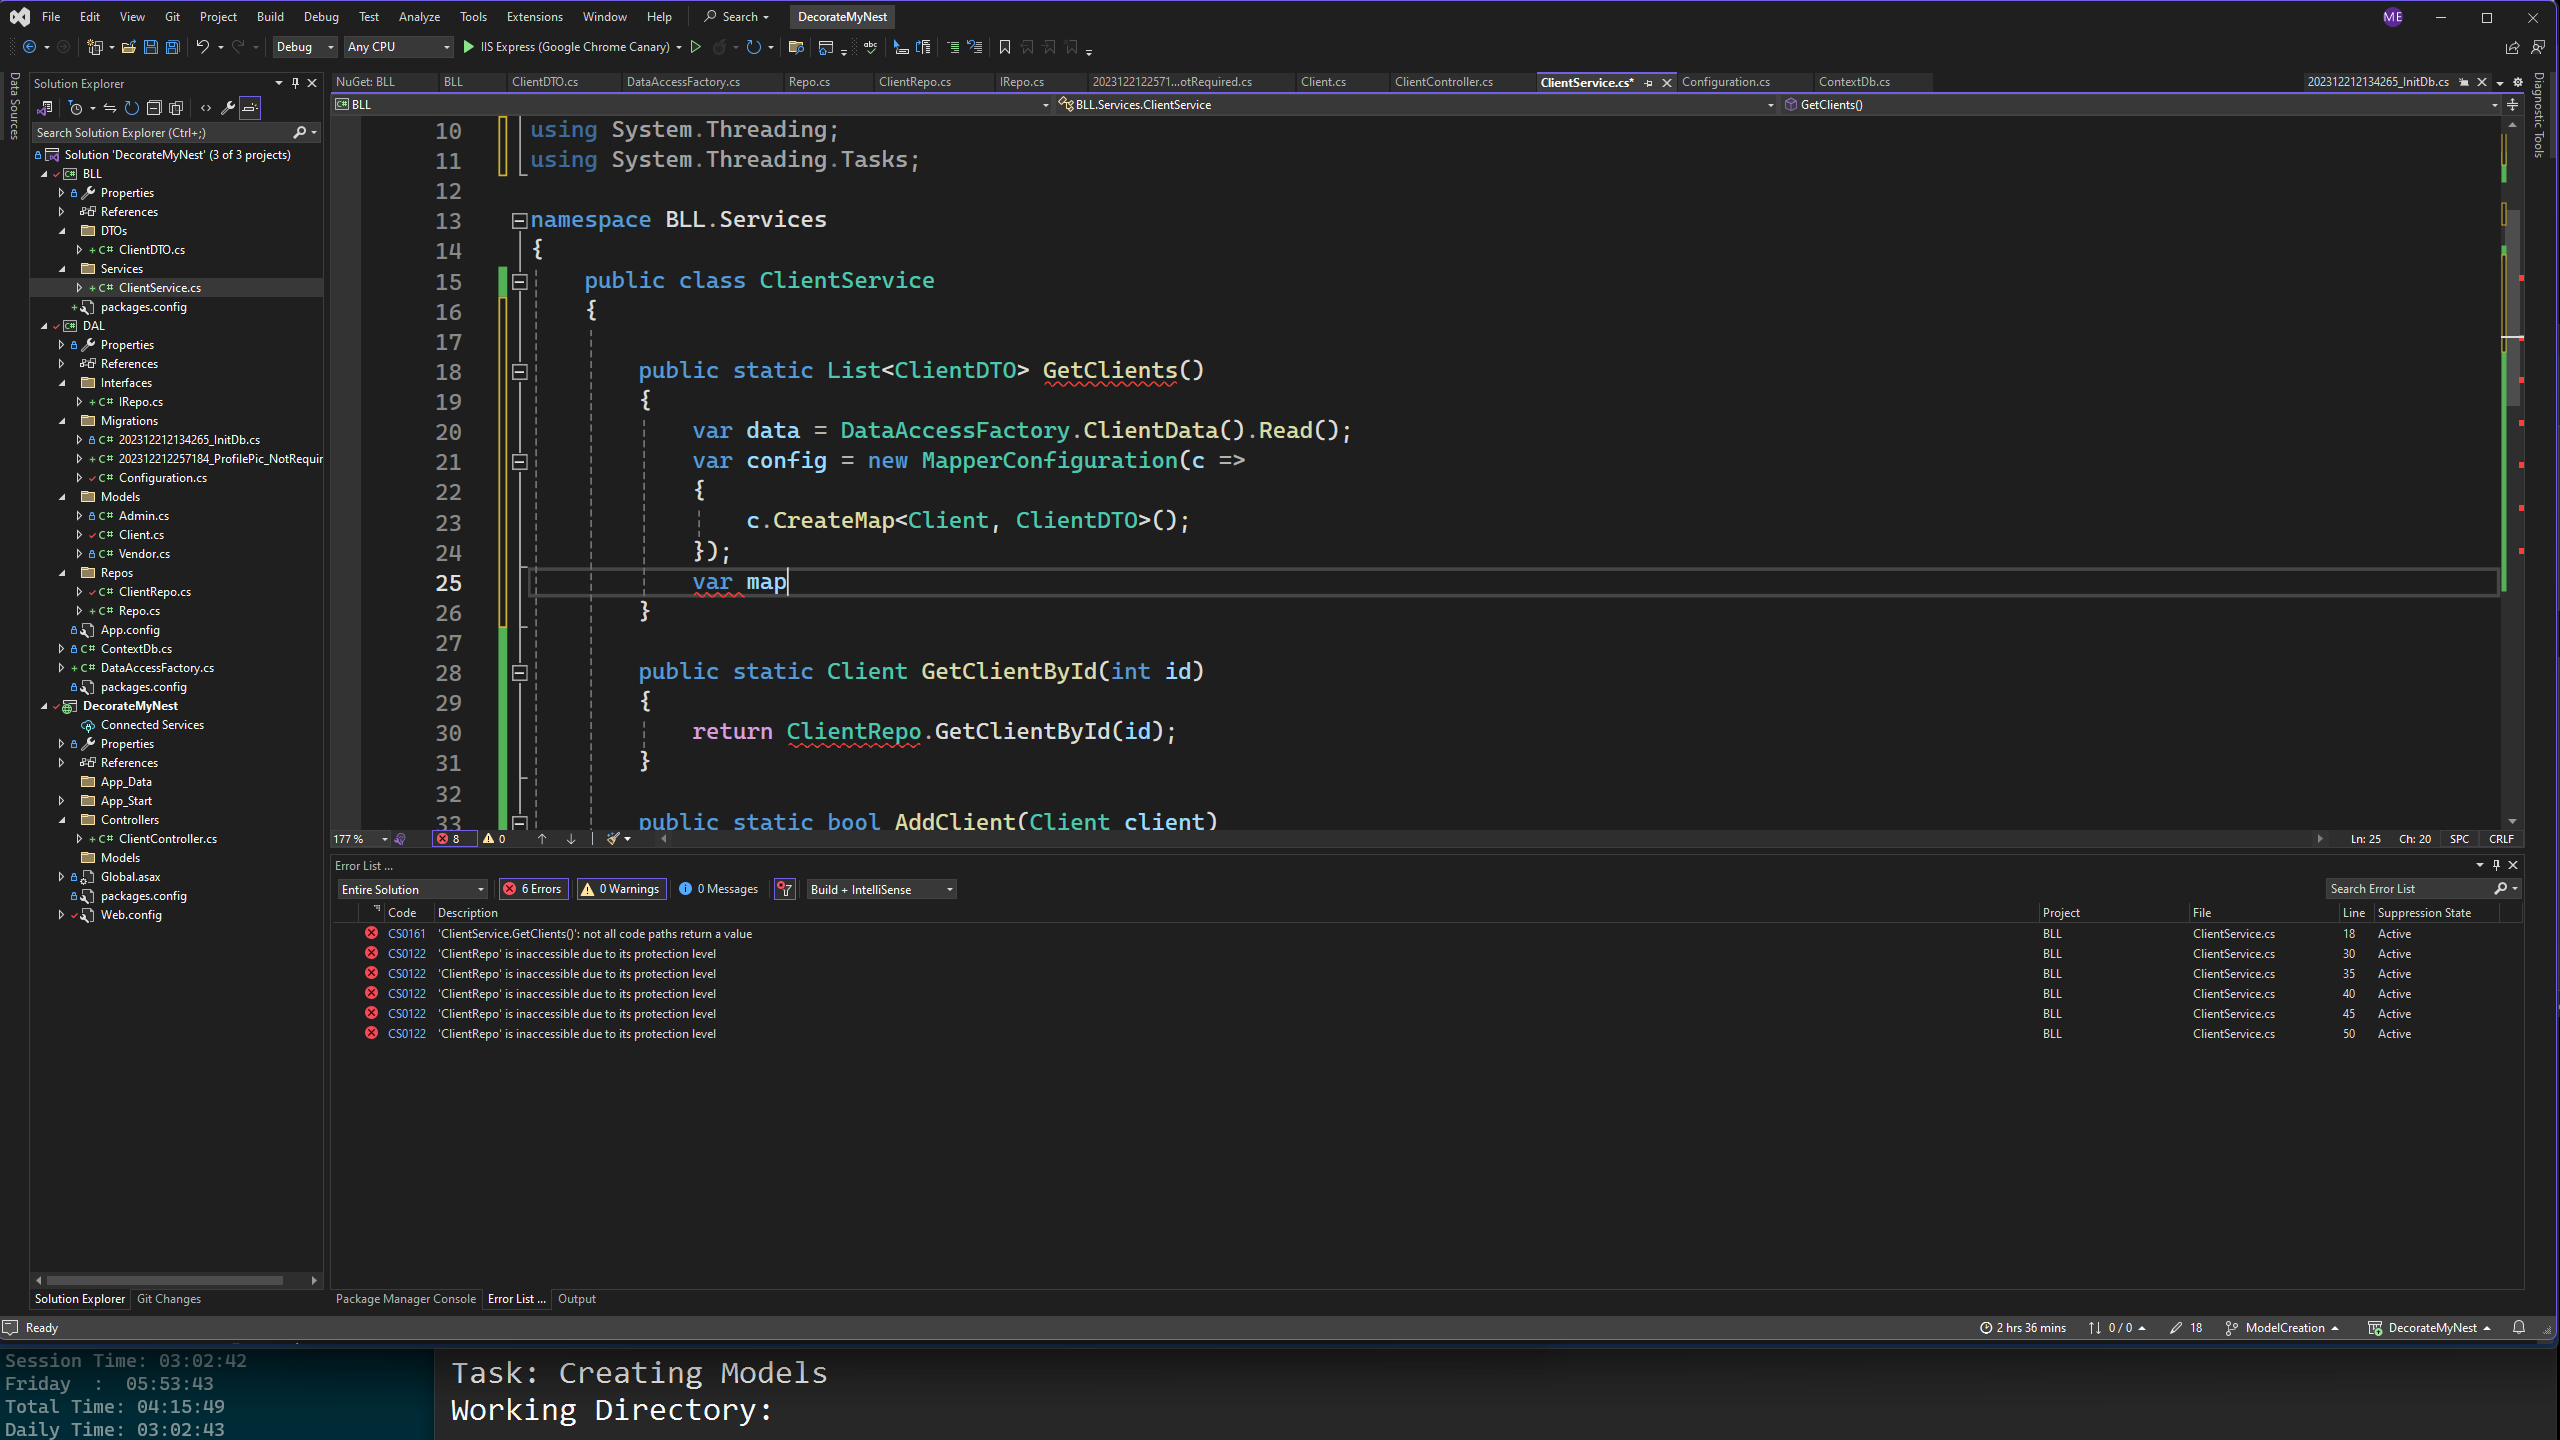 File Edit View Git Project Build Debug Test Analyze Tools Extensions Window Help Search DecorateMyNest ME
Debug Any CPU IIS Express (Google Chrome Canary)
Data Sources
Solution Explorer
Search Solution Explorer (Ctrl+;)
Solution 'DecorateMyNest' (3 of 3 projects)
BLL
Properties
References
DTOs
ClientDTO.cs
Services
ClientService.cs
packages.config
DAL
Properties
References
Interfaces
IRepo.cs
Migrations
202312212134265_InitDb.cs
202312212257184_ProfilePic_NotRequir
Configuration.cs
Models
Admin.cs
Client.cs
Vendor.cs
Repos
ClientRepo.cs
Repo.cs
App.config
ContextDb.cs
DataAccessFactory.cs
packages.config
DecorateMyNest
Connected Services
Properties
References
App_Data
App_Start
Controllers
ClientController.cs
Models
Global.asax
packages.config
Web.config
Solution Explorer Git Changes
NuGet: BLL BLL ClientDTO.cs DataAccessFactory.cs Repo.cs ClientRepo.cs IRepo.cs 2023122122571...otRequired.cs Client.cs ClientController.cs ClientService.cs* Configuration.cs ContextDb.cs 202312212134265_InitDb.cs
BLL BLL.Services.ClientService GetClients()
Diagnostic Tools
10 using System.Threading;
11 using System.Threading.Tasks;
12
13 namespace BLL.Services
14 {
15 public class ClientService
16 {
17
18 public static List<ClientDTO> GetClients()
19 {
20 var data = DataAccessFactory.ClientData().Read();
21 var config = new MapperConfiguration(c =>
22 {
23 c.CreateMap<Client, ClientDTO>();
24 });
25 var map
26 }
27
28 public static Client GetClientById(int id)
29 {
30 return ClientRepo.GetClientById(id);
31 }
32
33 public static bool AddClient(Client client)
177 % 8 0 Ln: 25 Ch: 20 SPC CRLF
Error List ...
Entire Solution 6 Errors 0 Warnings 0 Messages Build + IntelliSense Search Error List
Code Description Project File Line Suppression State
CS0161 'ClientService.GetClients()': not all code paths return a value BLL ClientService.cs 18 Active
CS0122 'ClientRepo' is inaccessible due to its protection level BLL ClientService.cs 30 Active
CS0122 'ClientRepo' is inaccessible due to its protection level BLL ClientService.cs 35 Active
CS0122 'ClientRepo' is inaccessible due to its protection level BLL ClientService.cs 40 Active
CS0122 'ClientRepo' is inaccessible due to its protection level BLL ClientService.cs 45 Active
CS0122 'ClientRepo' is inaccessible due to its protection level BLL ClientService.cs 50 Active
Package Manager Console Error List ... Output
Ready 2 hrs 36 mins 0 / 0 18 ModelCreation DecorateMyNest
Session Time: 03:02:42
Friday : 05:53:43
Total Time: 04:15:49
Daily Time: 03:02:43
Task: Creating Models
Working Directory: